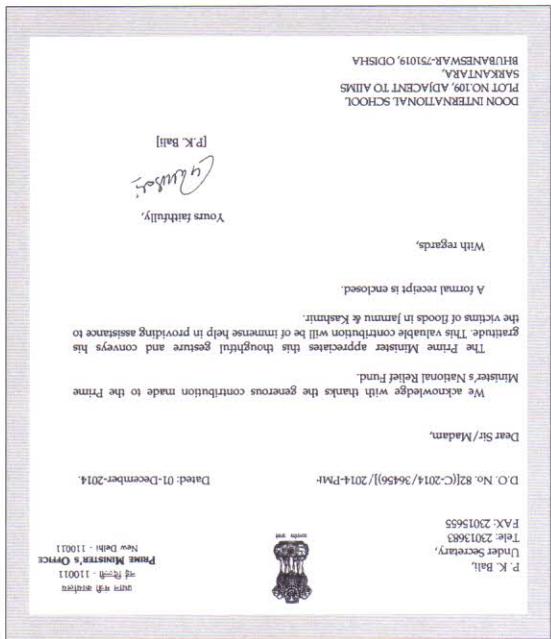 P. K. Bali,
Under Secretary,
Tele: 23013683
FAX: 23015655
प्रधान मंत्री कार्यालय
नई दिल्ली - 110011
PRIME MINISTER'S OFFICE
New Delhi - 110011
D.O. No. 82[(C-2014/36456)]/2014-PMr
Dated: 01-December-2014.
Dear Sir/Madam,
We acknowledge with thanks the generous contribution made to the Prime
Minister's National Relief Fund.
The Prime Minister appreciates this thoughtful gesture and conveys his
gratitude. This valuable contribution will be of immense help in providing assistance to
the victims of floods in Jammu & Kashmir.
A formal receipt is enclosed.
With regards,
Yours faithfully,
[P.K. Bali]
DOON INTERNATIONAL SCHOOL
PLOT NO.109, ADJACENT TO AIIMS
SARKANTARA,
BHUBANESWAR-751019, ODISHA